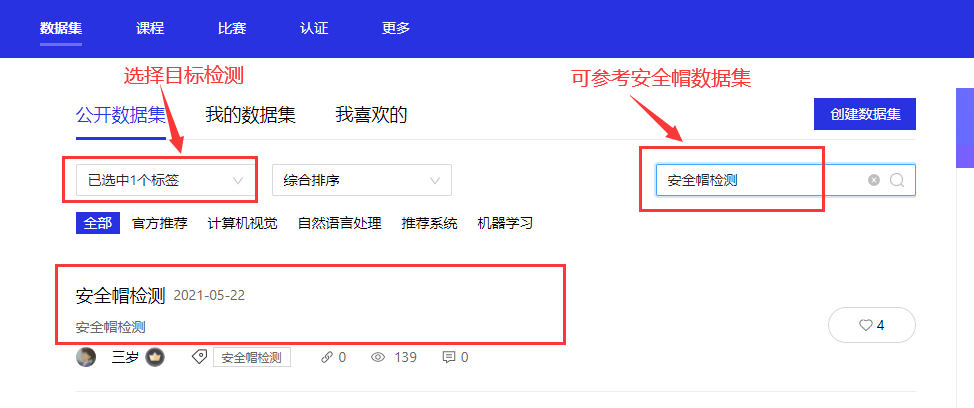 数据集 课程 比赛 认证 更多
选择目标检测 可参考安全帽数据集
公开数据集 我的数据集 我喜欢的 创建数据集
已选中1个标签 综合排序 安全帽检测
全部 官方推荐 计算机视觉 自然语言处理 推荐系统 机器学习
安全帽检测 2021-05-22
安全帽检测
4
三岁 安全帽检测 0 139 0